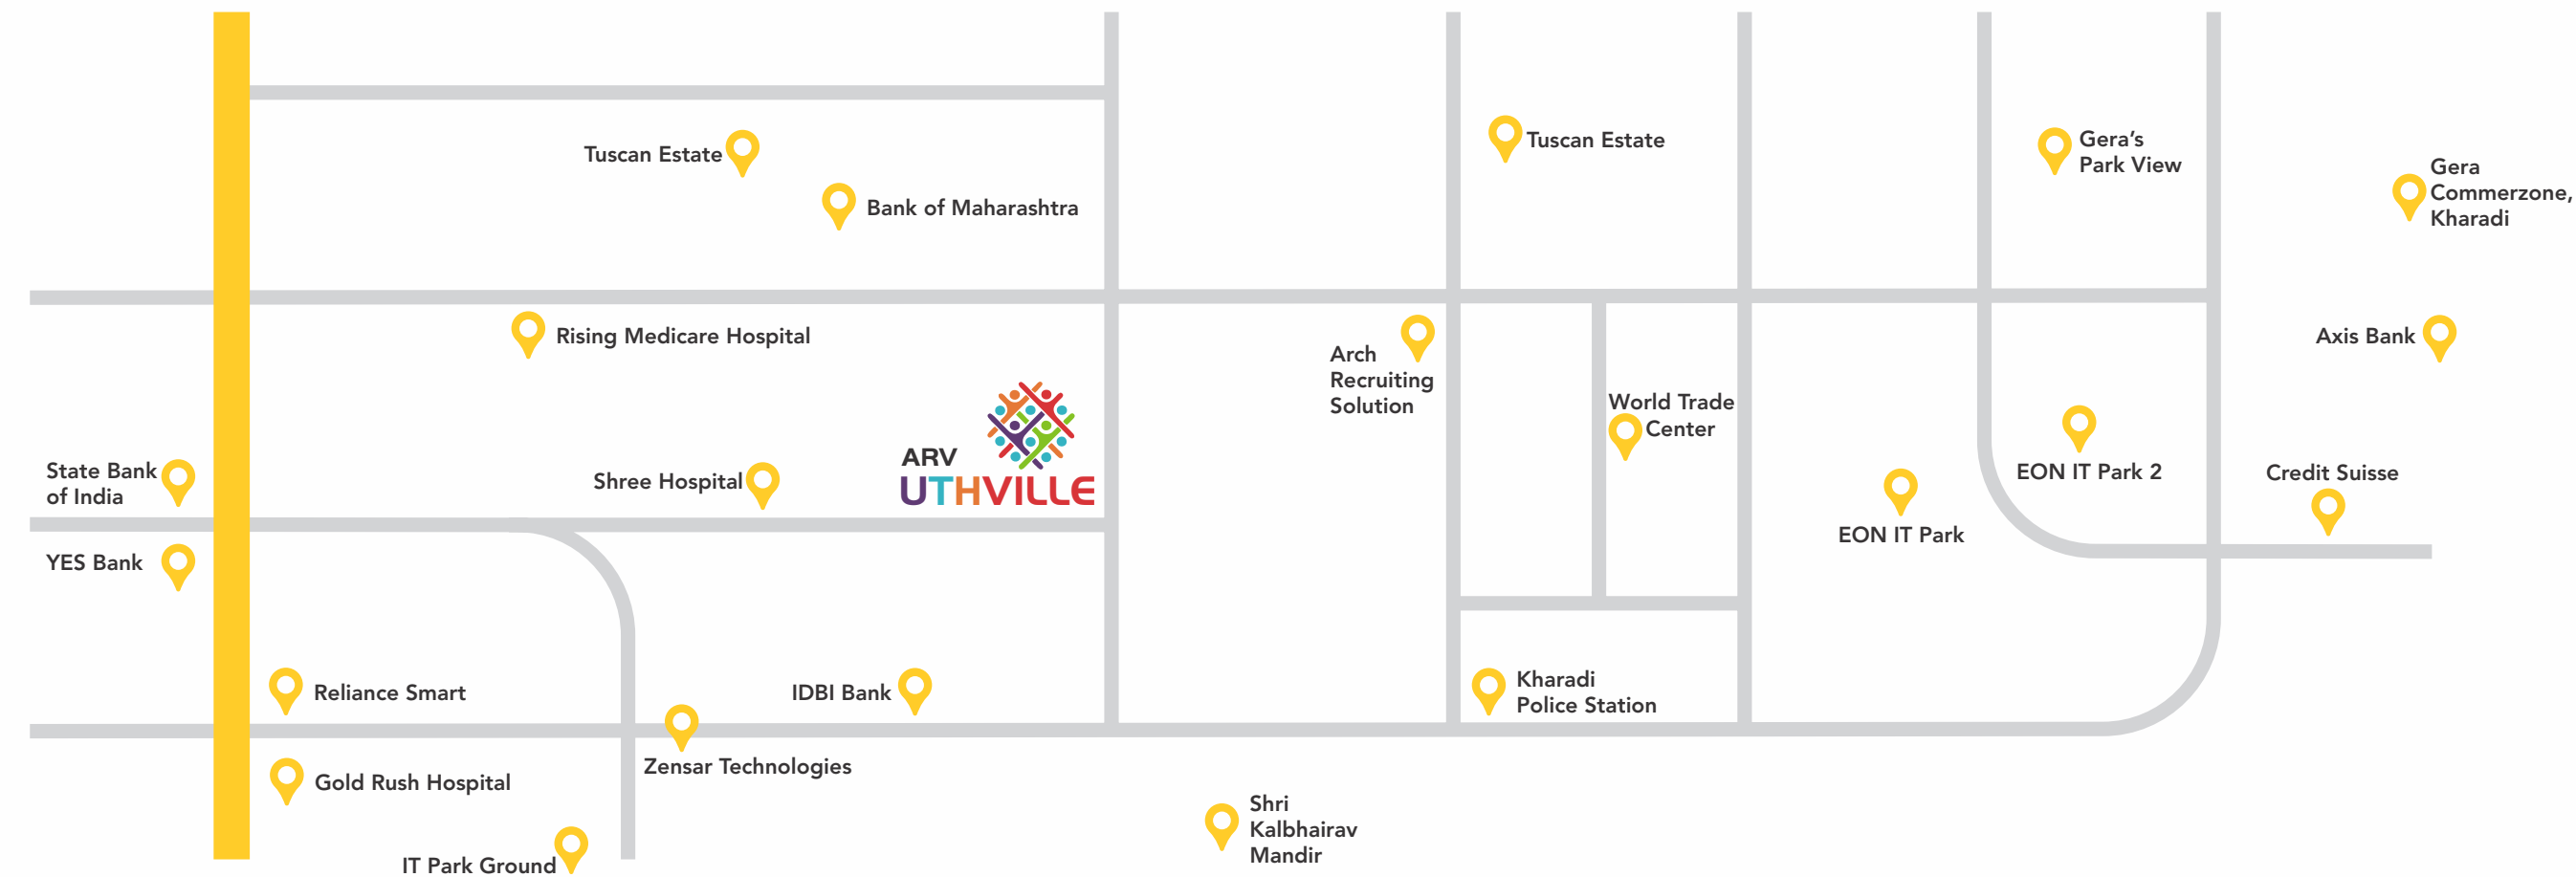 Tuscan Estate
Bank of Maharashtra
Tuscan Estate
Gera's
Park View
Gera
Commerzone,
Kharadi
Rising Medicare Hospital
Arch
Recruiting
Solution
Axis Bank
World Trade
Center
State Bank
of India
Shree Hospital
ARV
UTHVILLE
EON IT Park
EON IT Park 2
Credit Suisse
YES Bank
Reliance Smart
IDBI Bank
Kharadi
Police Station
Zensar Technologies
Gold Rush Hospital
Shri
Kalbhairav
Mandir
IT Park Ground